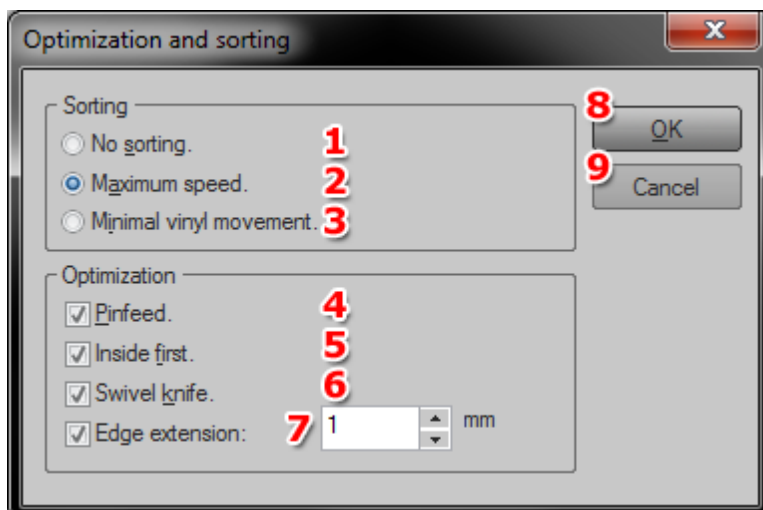 Optimization and sorting
Sorting
No sorting. 1
Maximum speed. 2
Minimal vinyl movement. 3
8 OK
9 Cancel
Optimization
Pinfeed. 4
Inside first. 5
Swivel knife. 6
Edge extension: 7 1 mm